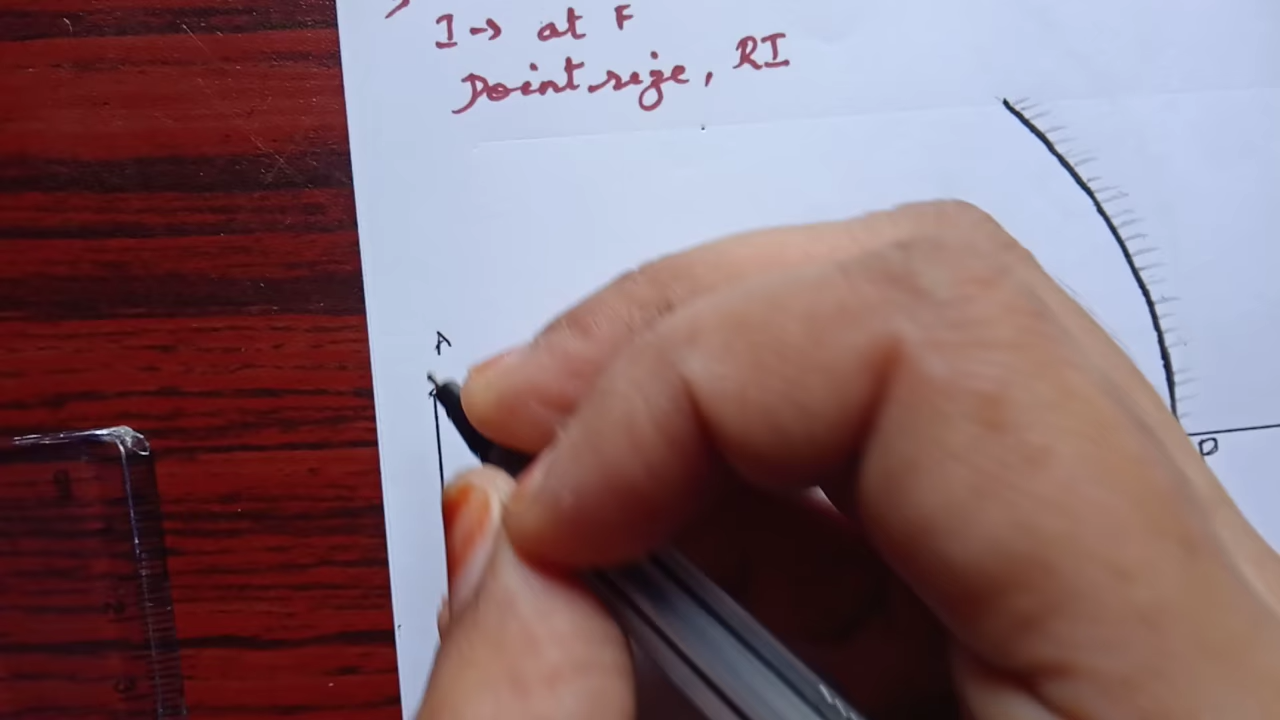 I → at F
Point size, RI
A
O